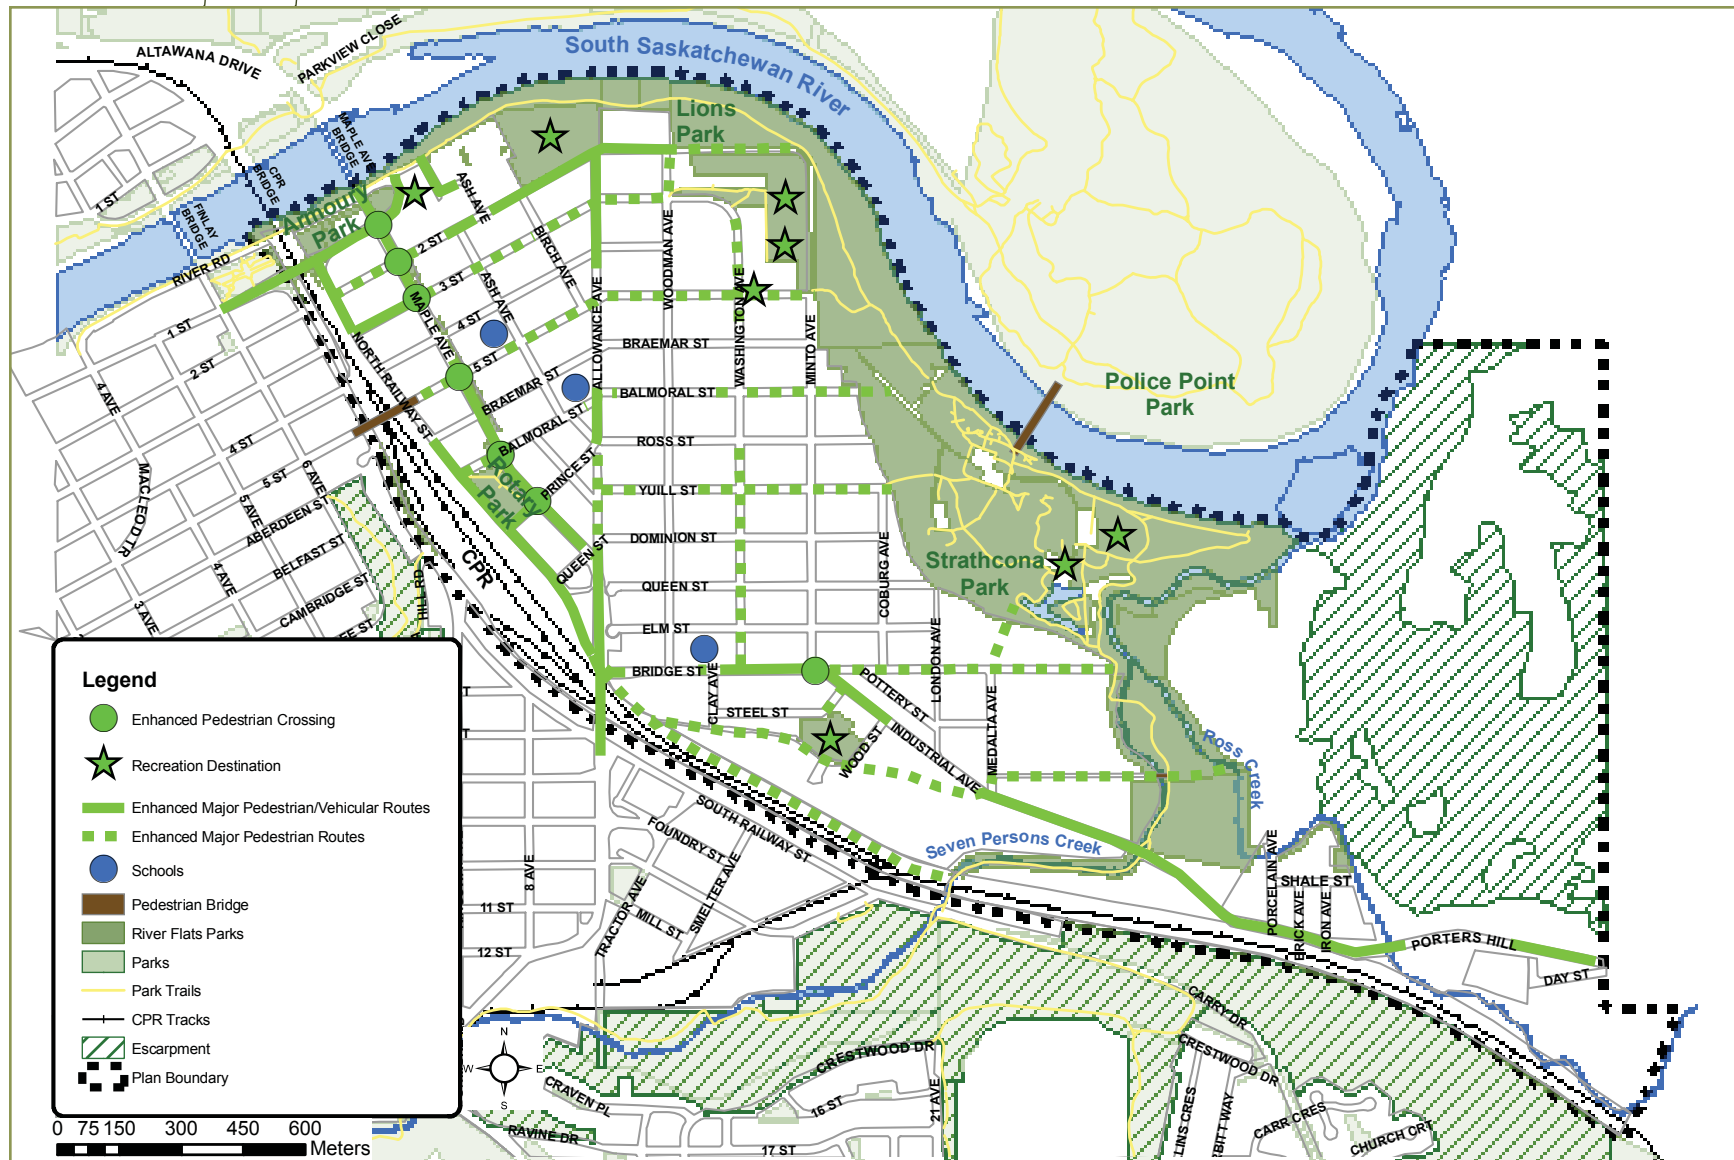 ALTAWANA DRIVE
PARKVIEW CLOSE
South Saskatchewan River
Lions
Park
MAPLE AVE
BRIDGE
CPR
BRIDGE
FINLAY
BRIDGE
1 ST
RIVER RD
Armoury
Park
ASH AVE
2 ST
BIRCH AVE
3 ST
ASH AVE
4 ST
MAPLE AVE
5 ST
NORTH RAILWAY ST
BRAEMAR ST
BALMORAL ST
PRINCE ST
Rotary
Park
QUEEN ST
ALLOWANCE AVE
WOODMAN AVE
WASHINGTON AVE
MINTO AVE
BRAEMAR ST
BALMORAL ST
ROSS ST
YUILL ST
DOMINION ST
QUEEN ST
ELM ST
BRIDGE ST
COBURG AVE
LONDON AVE
MEDALTA AVE
CLAY AVE
STEEL ST
POTTERY ST
WOOD ST
INDUSTRIAL AVE
Police Point
Park
Strathcona
Park
Ross Creek
Seven Persons Creek
1 ST
2 ST
4 AVE
4 ST
MACLEOD TR
5 ST
6 AVE
5 AVE
ABERDEEN ST
BELFAST ST
4 AVE
CAMBRIDGE ST
3 AVE
EE ST
CPR
SOUTH RAILWAY ST
FOUNDRY ST
SMELTER AVE
TRACTOR AVE
MILL ST
8 AVE
11 ST
12 ST
PORCELAIN AVE
SHALE ST
BRICK AVE
IRON AVE
PORTERS HILL
DAY ST
CARRY DR
CRESTWOOD DR
CRESTWOOD DR
CRAVEN PL
RAVINE DR
16 ST
17 ST
21 AVE
LINS CRES
RBITT WAY
CARR CRES
CHURCH CRT
Legend
Enhanced Pedestrian Crossing
Recreation Destination
Enhanced Major Pedestrian/Vehicular Routes
Enhanced Major Pedestrian Routes
Schools
Pedestrian Bridge
River Flats Parks
Parks
Park Trails
CPR Tracks
Escarpment
Plan Boundary
N
W E
S
0 75 150 300 450 600
Meters